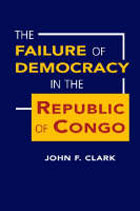 THE
FAILURE OF
DEMOCRACY
IN THE
REPUBLIC
OF CONGO
JOHN F. CLARK